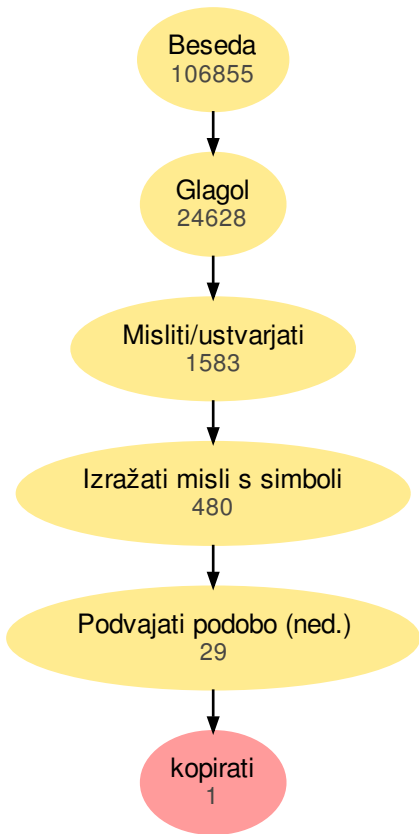 Beseda
106855
Glagol
24628
Misliti/ustvarjati
1583
Izražati misli s simboli
480
Podvajati podobo (ned.)
29
kopirati
1